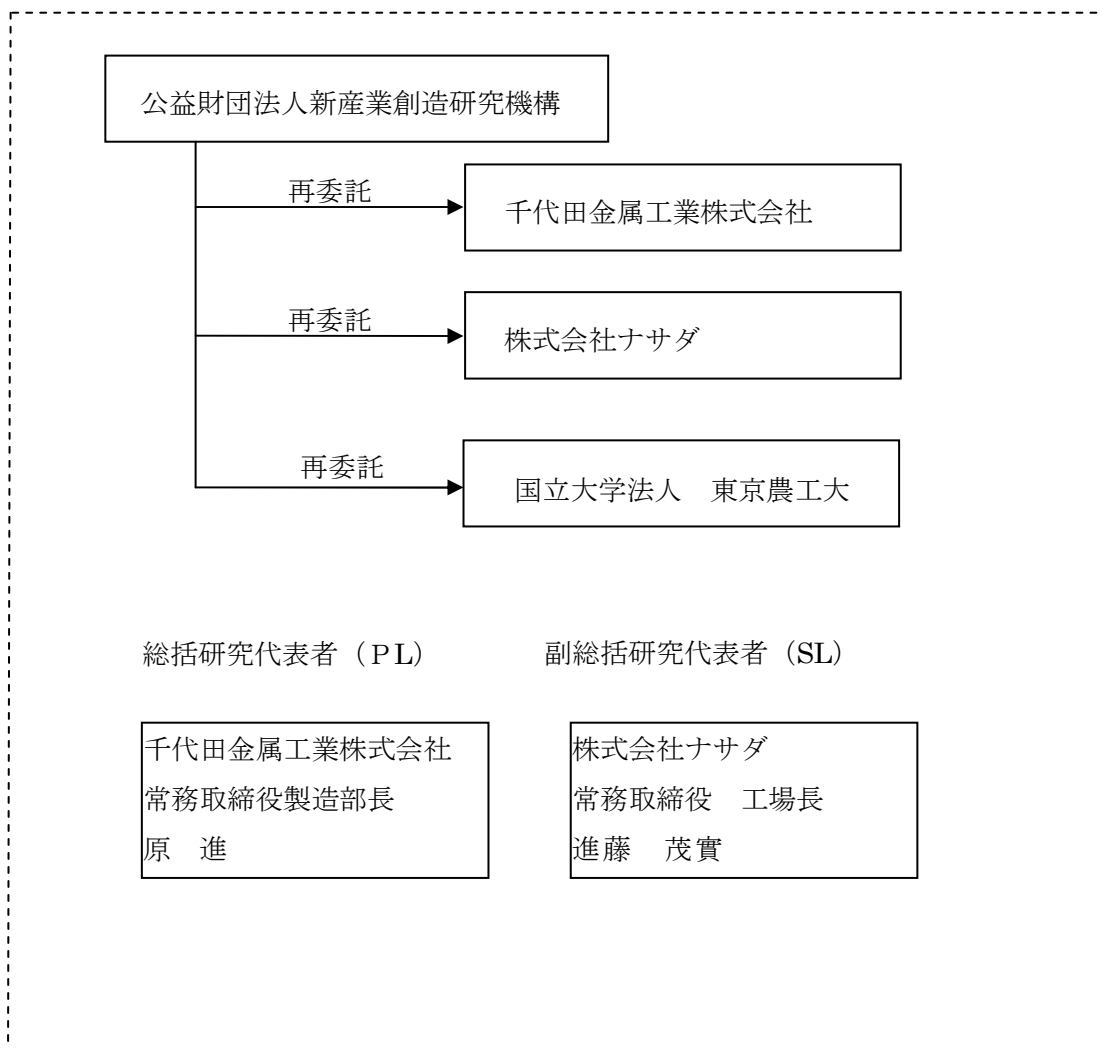 公益財団法人新産業創造研究機構
再委託
千代田金属工業株式会社
再委託
株式会社ナサダ
再委託
国立大学法人　東京農工大
総括研究代表者（ＰL）
副総括研究代表者（SL）
千代田金属工業株式会社
常務取締役製造部長
原　進
株式会社ナサダ
常務取締役　工場長
進藤　茂實